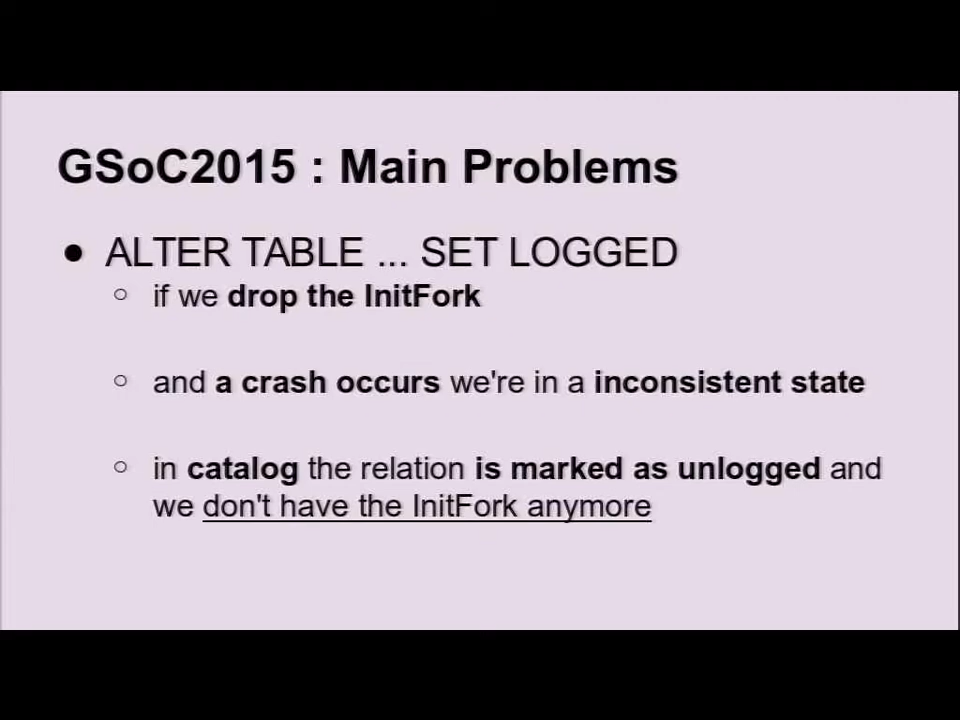 GSoC2015 : Main Problems
● ALTER TABLE ... SET LOGGED
○ if we drop the InitFork
○ and a crash occurs we're in a inconsistent state
○ in catalog the relation is marked as unlogged and
we don't have the InitFork anymore